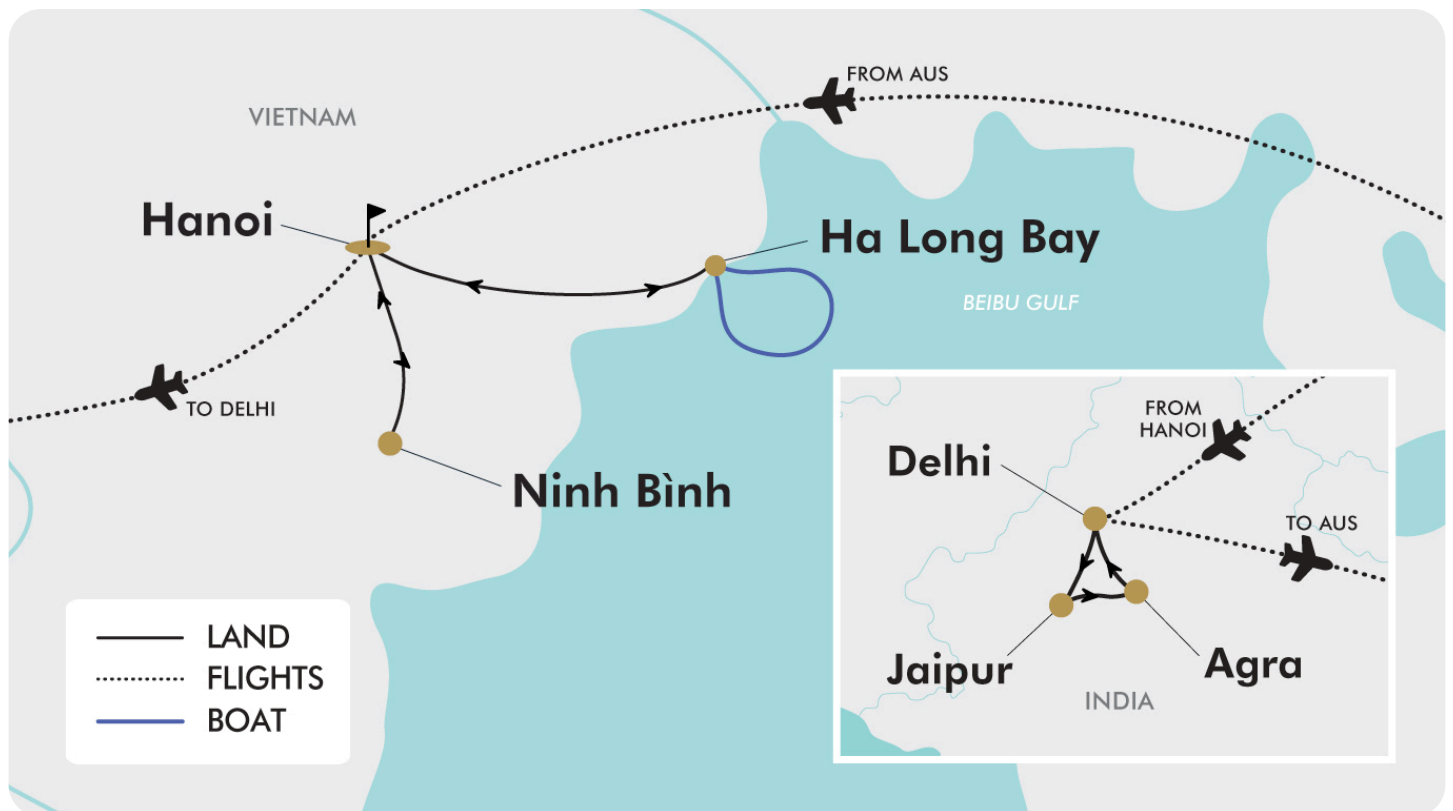 FROM AUS
VIETNAM
Hanoi
Ha Long Bay
BEIBU GULF
TO DELHI
Ninh Bình
FROM
HANOI
Delhi
TO AUS
Jaipur
Agra
INDIA
LAND
FLIGHTS
BOAT